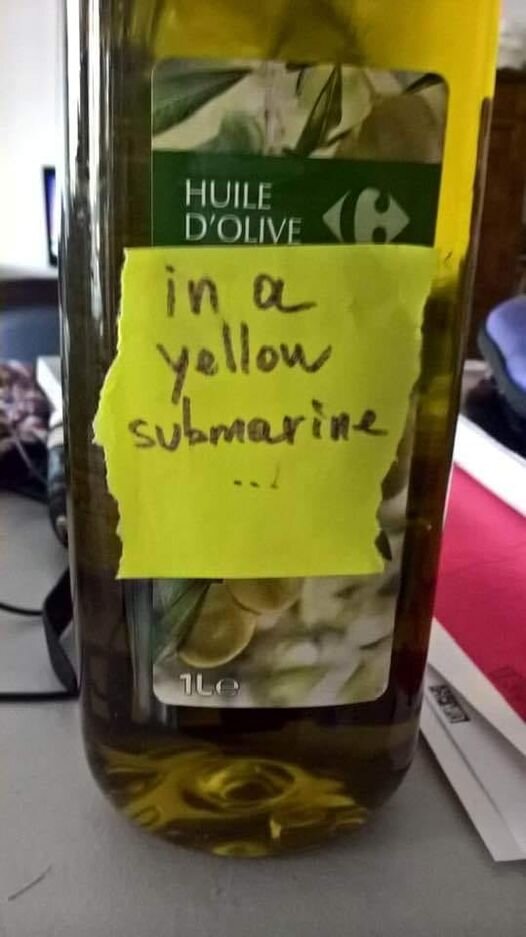 HUILE
D'OLIVE
in a
yellow
submarine
...
1L℮